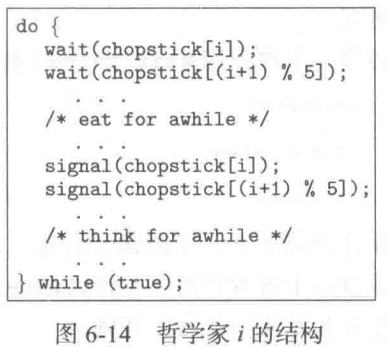 do {
wait(chopstick[i]);
wait(chopstick[(i+1) % 5]);
. . .
/* eat for awhile */
. . .
signal(chopstick[i]);
signal(chopstick[(i+1) % 5]);
. . .
/* think for awhile */
. . .
} while (true);
图 6-14 哲学家 i 的结构